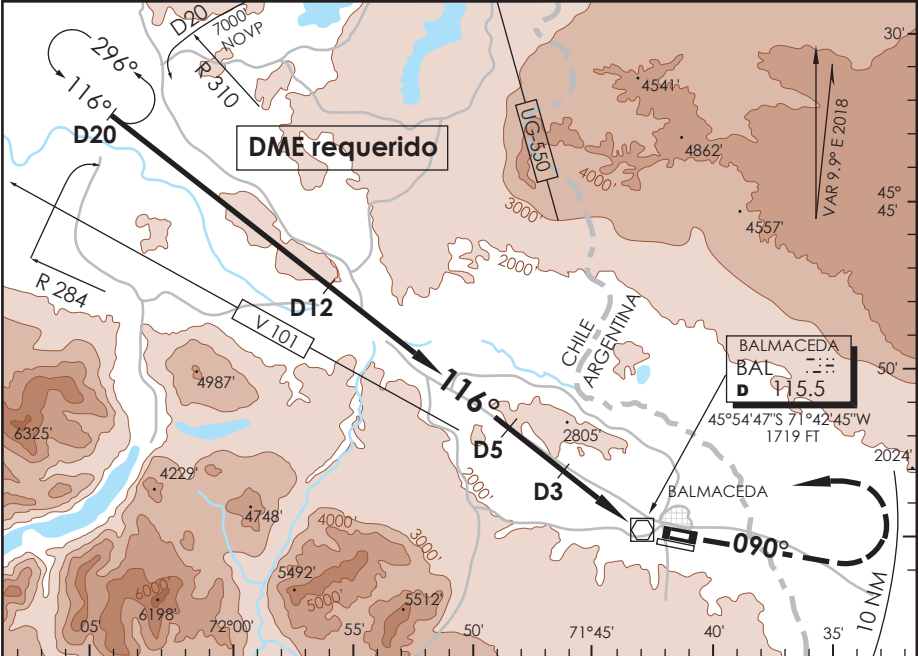 D20
7000'
NOVP
R 310
296°
116°
D20
DME requerido
UG-550
30'
4541'
4862'
4000'
3000'
4557'
VAR 9.9° E 2018
45°
45'
2000'
R 284
D12
V 101
CHILE
ARGENTINA
BALMACEDA
BAL
D 115.5
45°54'47"S 71°42'45"W
1719 FT
50'
4987'
116°
6325'
2805'
D5
2024'
4229'
D3
BALMACEDA
2000'
4748'
4000'
3000'
090°
5492'
5000'
5512'
6000'
6198'
10 NM
05'
72°00'
55'
50'
71°45'
40'
35'